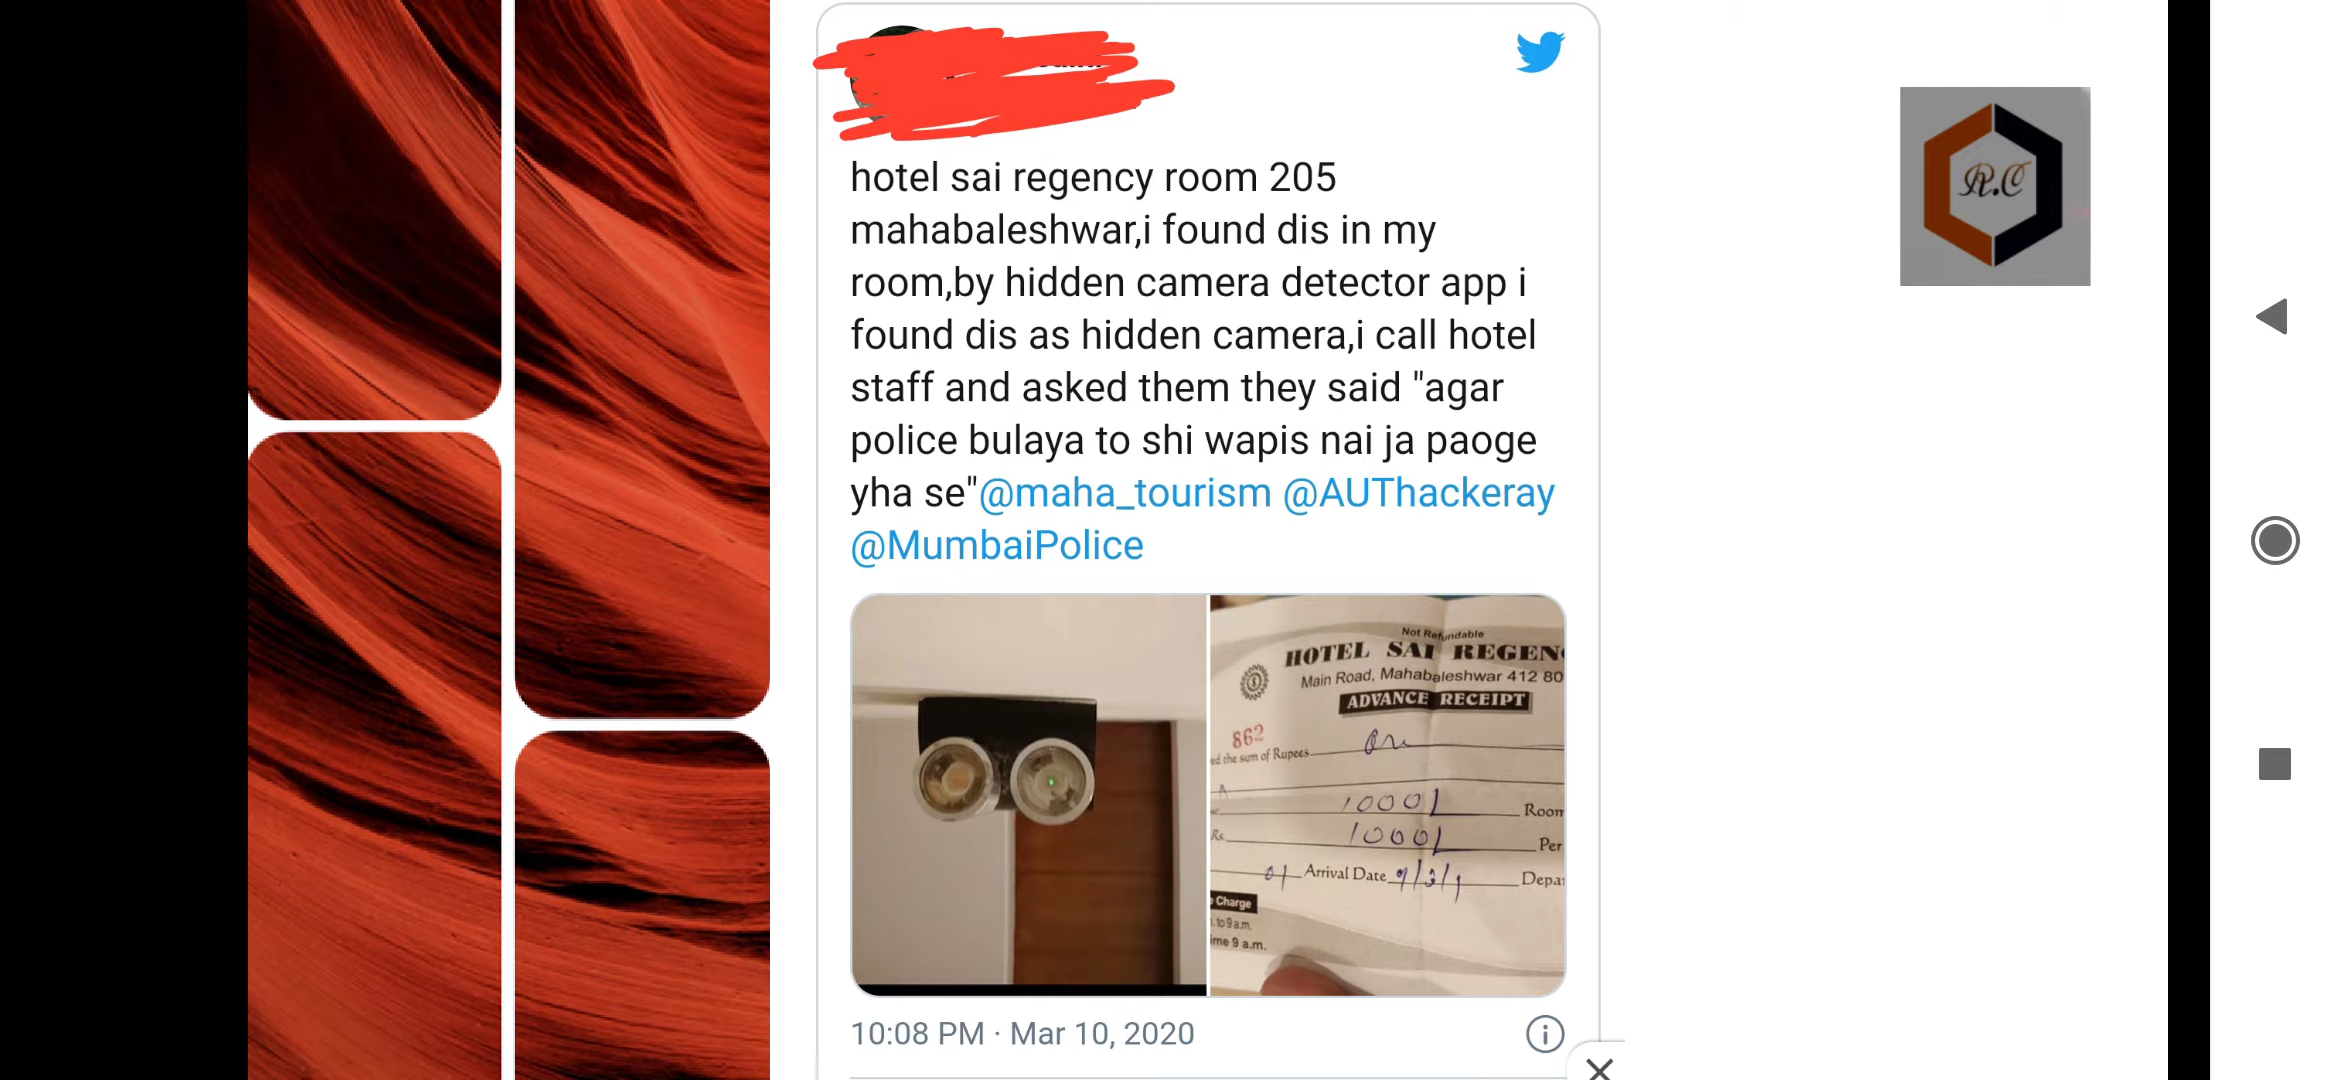 hotel sai regency room 205
mahabaleshwar,i found dis in my
room,by hidden camera detector app i
found dis as hidden camera,i call hotel
staff and asked them they said "agar
police bulaya to shi wapis nai ja paoge
yha se"@maha_tourism @AUThackeray
@MumbaiPolice
Not Refundable
HOTEL SAI REGEN
Main Road, Mahabaleshwar 412 80
ADVANCE RECEIPT
862
ed the sum of Rupees
1000/ Room
Rs. 1000/ Per
01 Arrival Date 9/3/ Depa
e Charge
. to 9 a.m.
ime 9 a.m.
10:08 PM · Mar 10, 2020
R.C